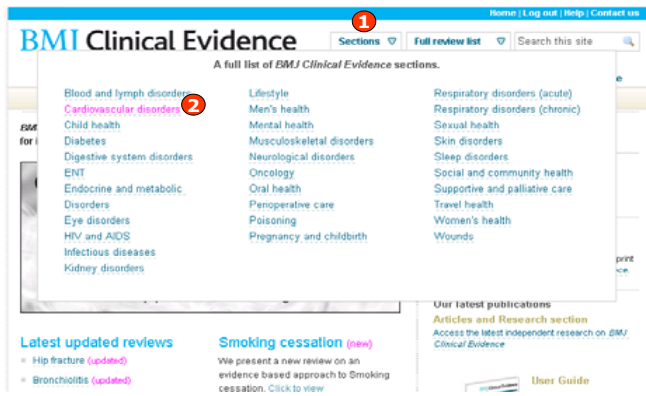 Home | Log out | Help | Contact us
1
BMJ Clinical Evidence
Sections
Full review list
Search this site
A full list of BMJ Clinical Evidence sections.
Blood and lymph disorders
Cardiovascular disorders
2
Child health
Diabetes
Digestive system disorders
ENT
Endocrine and metabolic
Disorders
Eye disorders
HIV and AIDS
Infectious diseases
Kidney disorders
Lifestyle
Men's health
Mental health
Musculoskeletal disorders
Neurological disorders
Oncology
Oral health
Perioperative care
Poisoning
Pregnancy and childbirth
Respiratory disorders (acute)
Respiratory disorders (chronic)
Sexual health
Skin disorders
Sleep disorders
Social and community health
Supportive and palliative care
Travel health
Women's health
Wounds
print
Our latest publications
Articles and Research section
Access the latest independent research on BMJ
Clinical Evidence
User Guide
Latest updated reviews
Hip fracture (updated)
Bronchiolitis (updated)
Smoking cessation (new)
We present a new review on an
evidence based approach to Smoking
cessation. Click to view